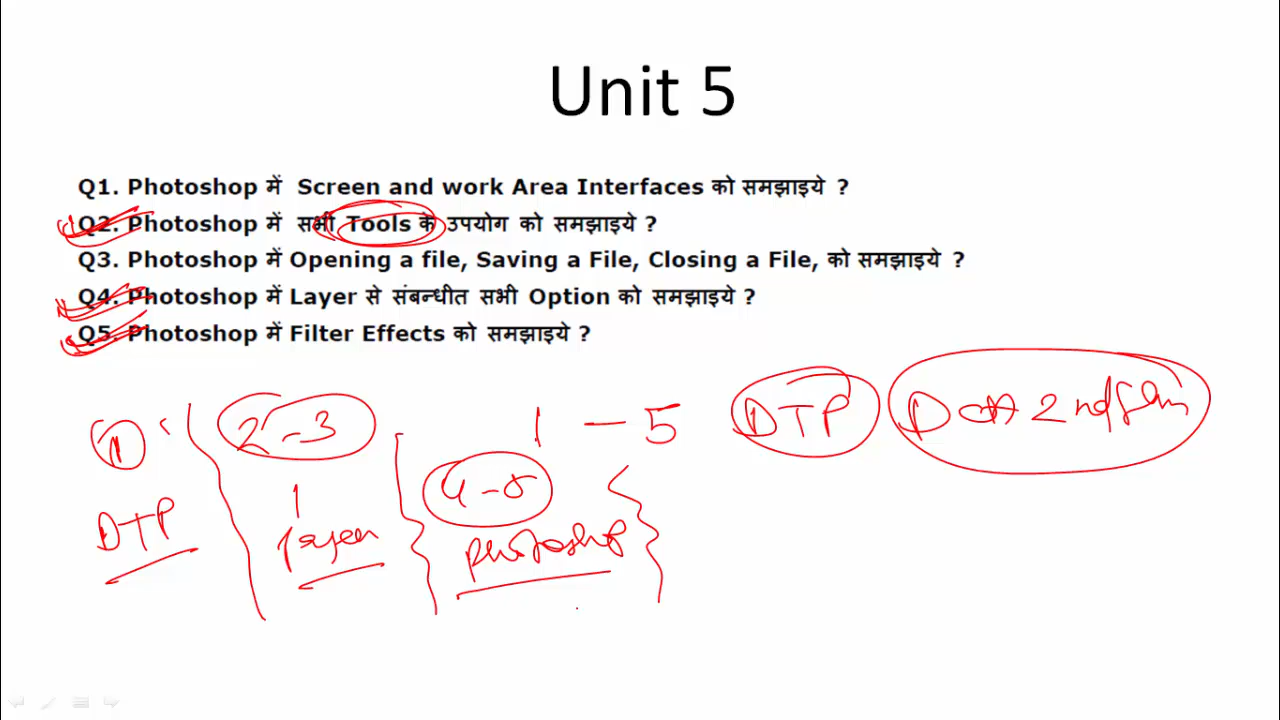 Unit 5
Q1. Photoshop में Screen and work Area Interfaces को समझाइये ?
Q2. Photoshop में सभी Tools के उपयोग को समझाइये ?
Q3. Photoshop में Opening a file, Saving a File, Closing a File, को समझाइये ?
Q4. Photoshop में Layer से संबन्धीत सभी Option को समझाइये ?
Q5. Photoshop में Filter Effects को समझाइये ?
1 2-3 1 - 5 DTP 2nd
DTP 4-5
Photoshop